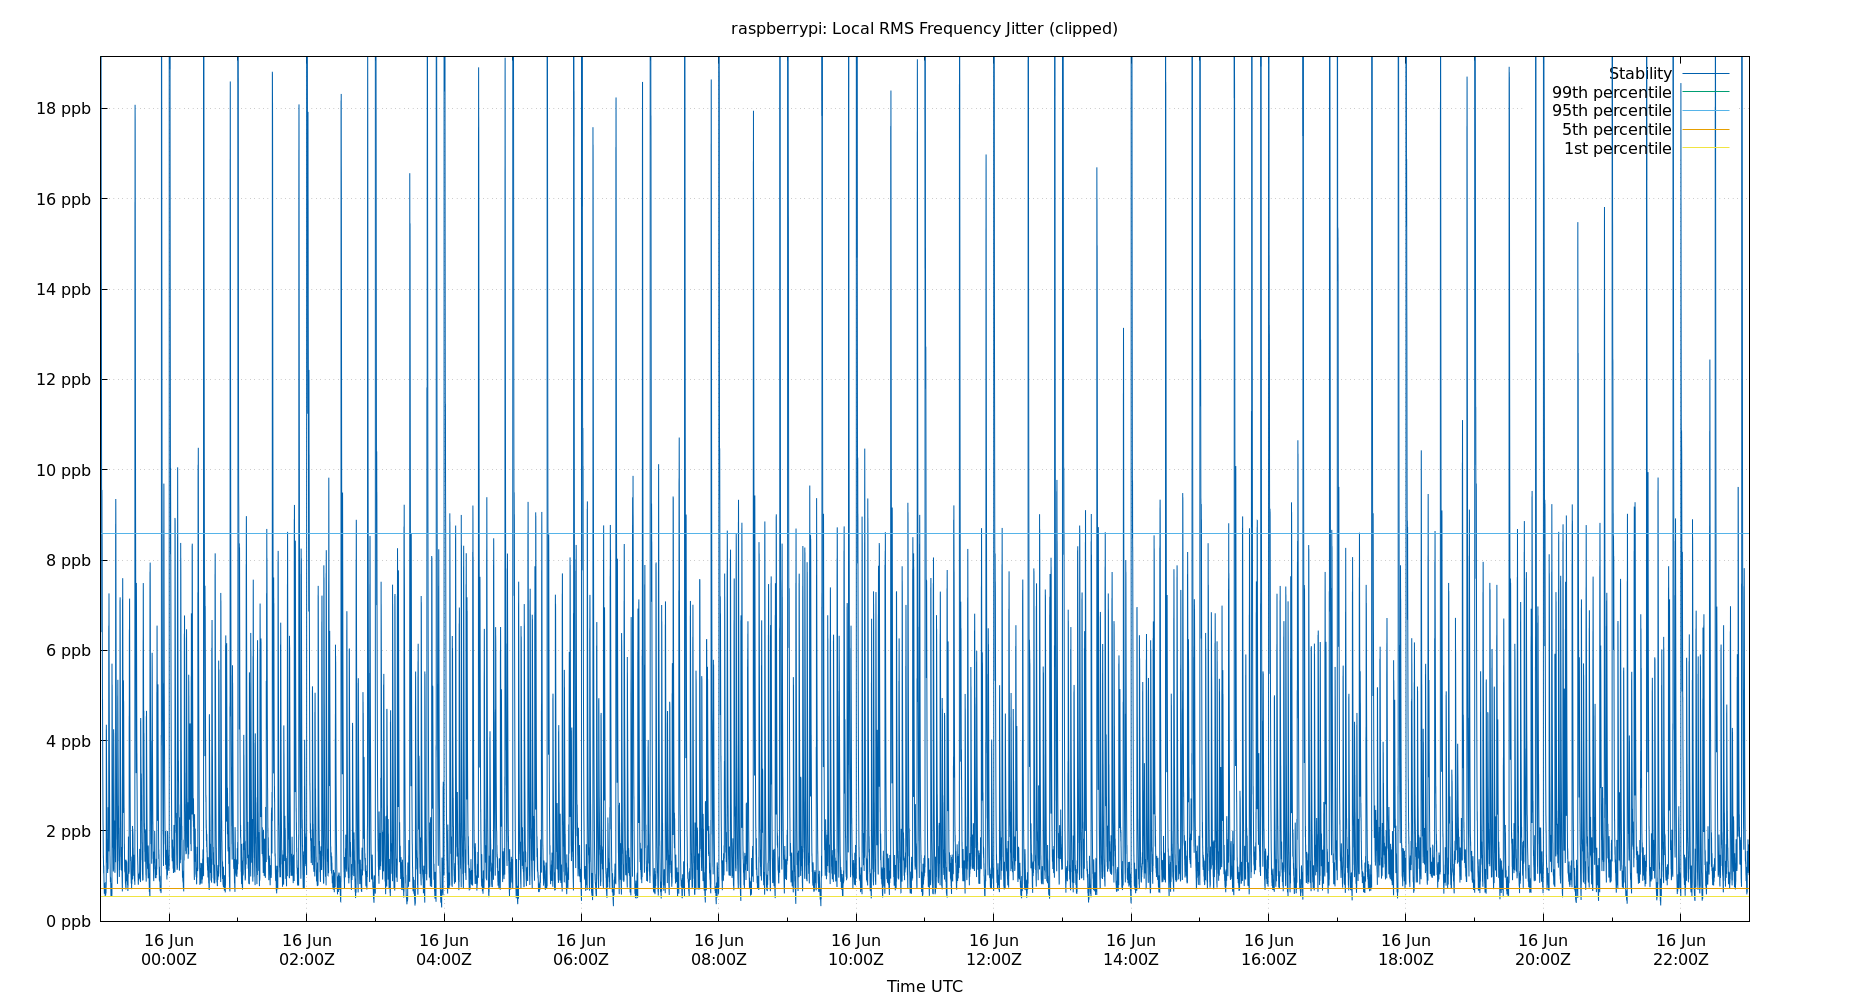 raspberrypi: Local RMS Frequency Jitter (clipped)
Stability
99th percentile
95th percentile
5th percentile
1st percentile
18 ppb
16 ppb
14 ppb
12 ppb
10 ppb
8 ppb
6 ppb
4 ppb
2 ppb
0 ppb
16 Jun 16 Jun 16 Jun 16 Jun 16 Jun 16 Jun 16 Jun 16 Jun 16 Jun 16 Jun 16 Jun 16 Jun
00:00Z 02:00Z 04:00Z 06:00Z 08:00Z 10:00Z 12:00Z 14:00Z 16:00Z 18:00Z 20:00Z 22:00Z
Time UTC